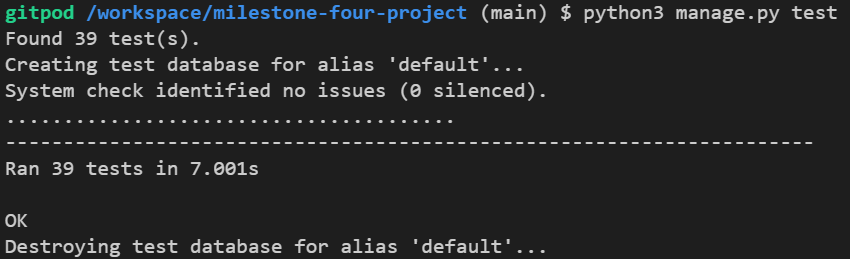 gitpod /workspace/milestone-four-project (main) $ python3 manage.py test
Found 39 test(s).
Creating test database for alias 'default'...
System check identified no issues (0 silenced).
.......................................
----------------------------------------------------------------------
Ran 39 tests in 7.001s

OK
Destroying test database for alias 'default'...